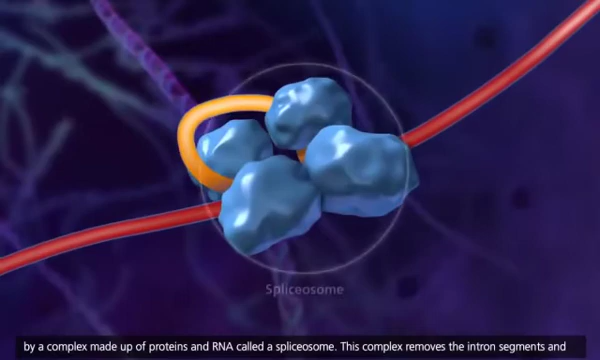 Spliceosome
by a complex made up of proteins and RNA called a spliceosome. This complex removes the intron segments and